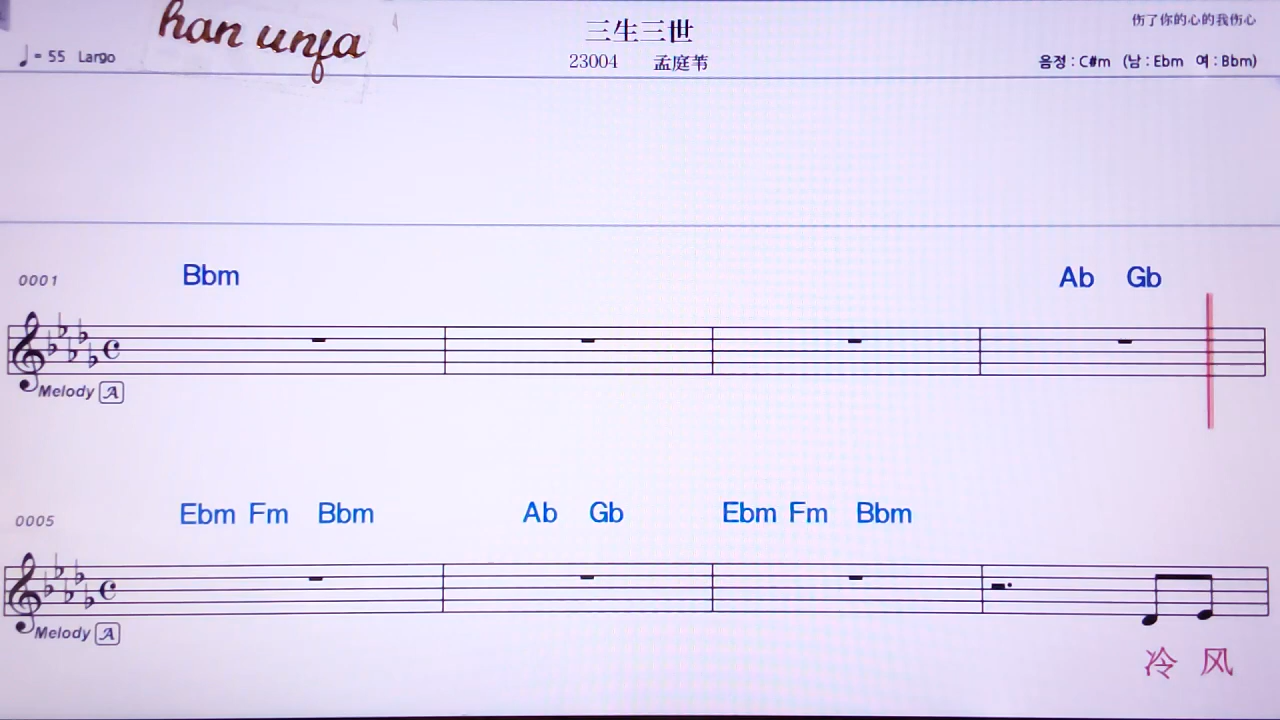 han unfa
三生三世
伤了你的心的我伤心
♩= 55 Largo
23004 孟庭苇
음정 : C#m (남 : Ebm 여 : Bbm)
0001 Bbm Ab Gb
Melody A
0005 Ebm Fm Bbm Ab Gb Ebm Fm Bbm
Melody A
冷 风